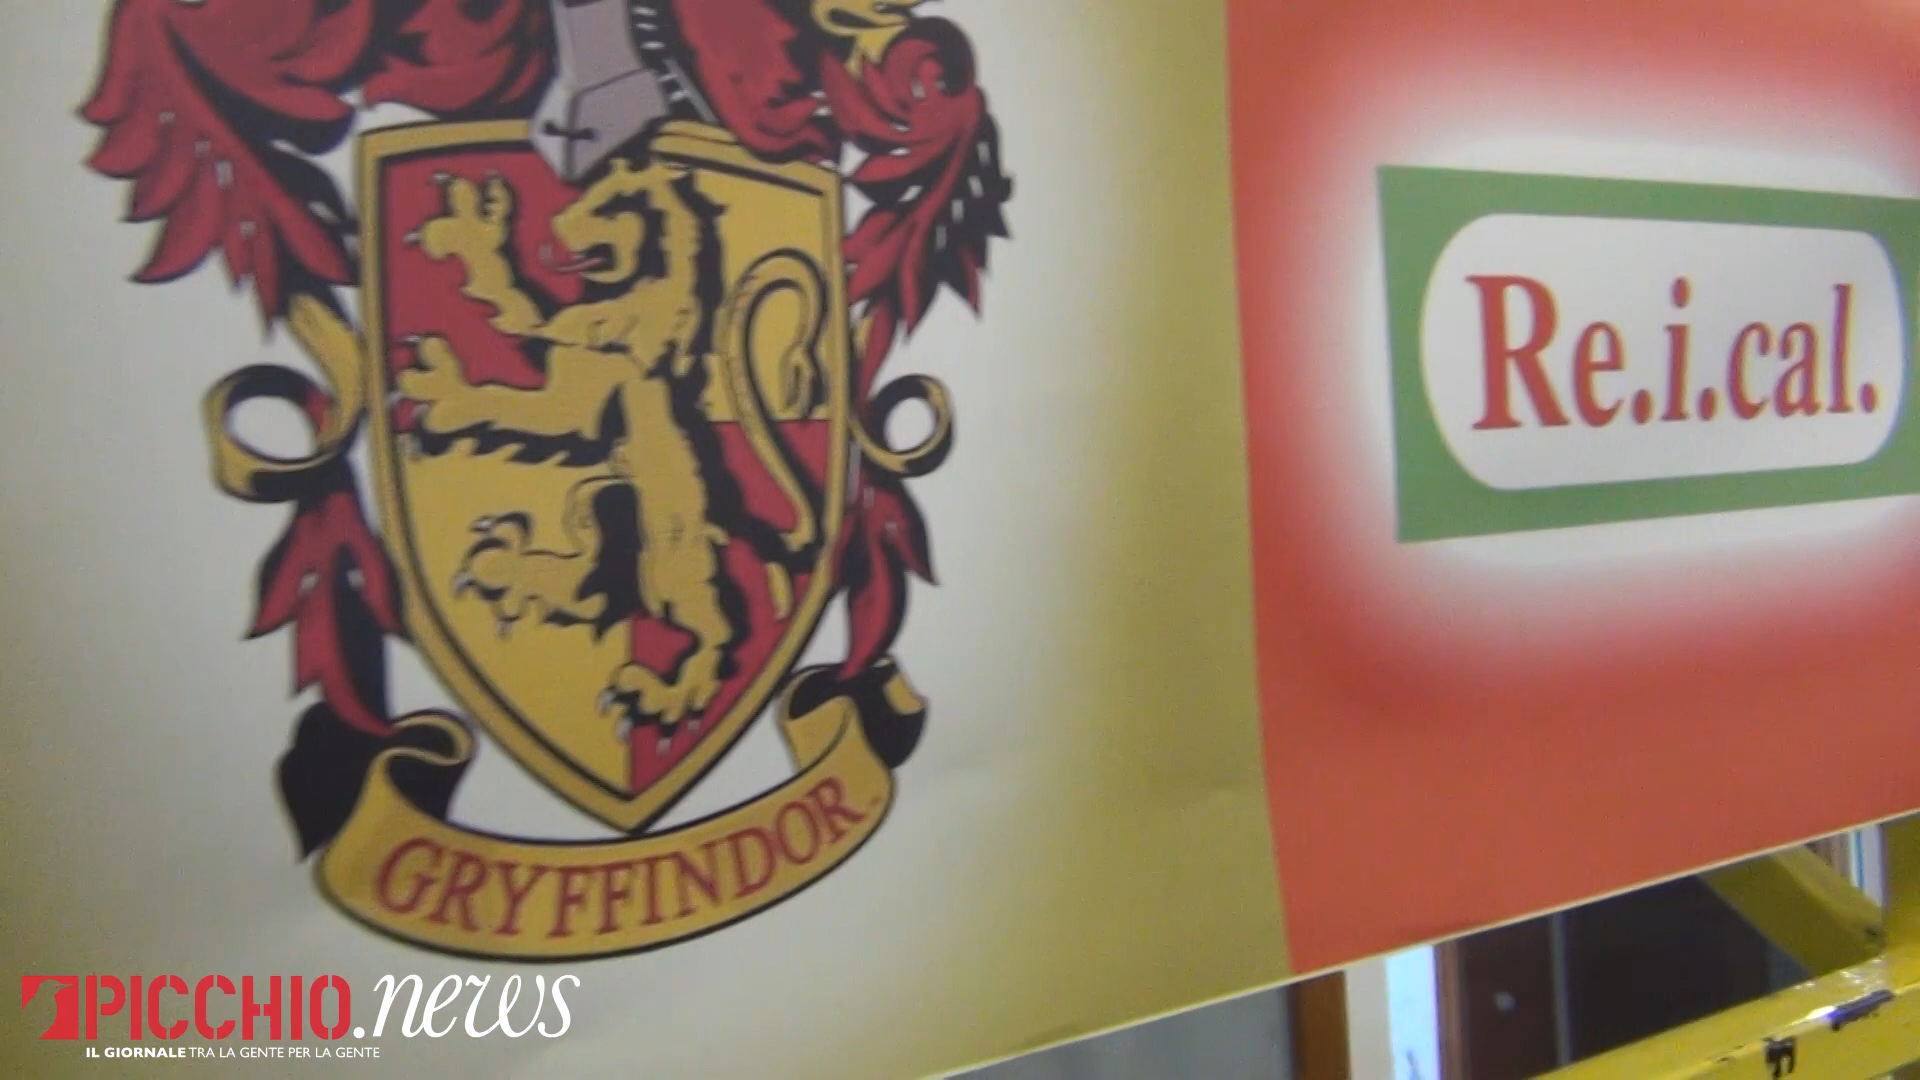 Re.i.cal.
GRYFFINDOR
PICCHIO.news
IL GIORNALE TRA LA GENTE PER LA GENTE